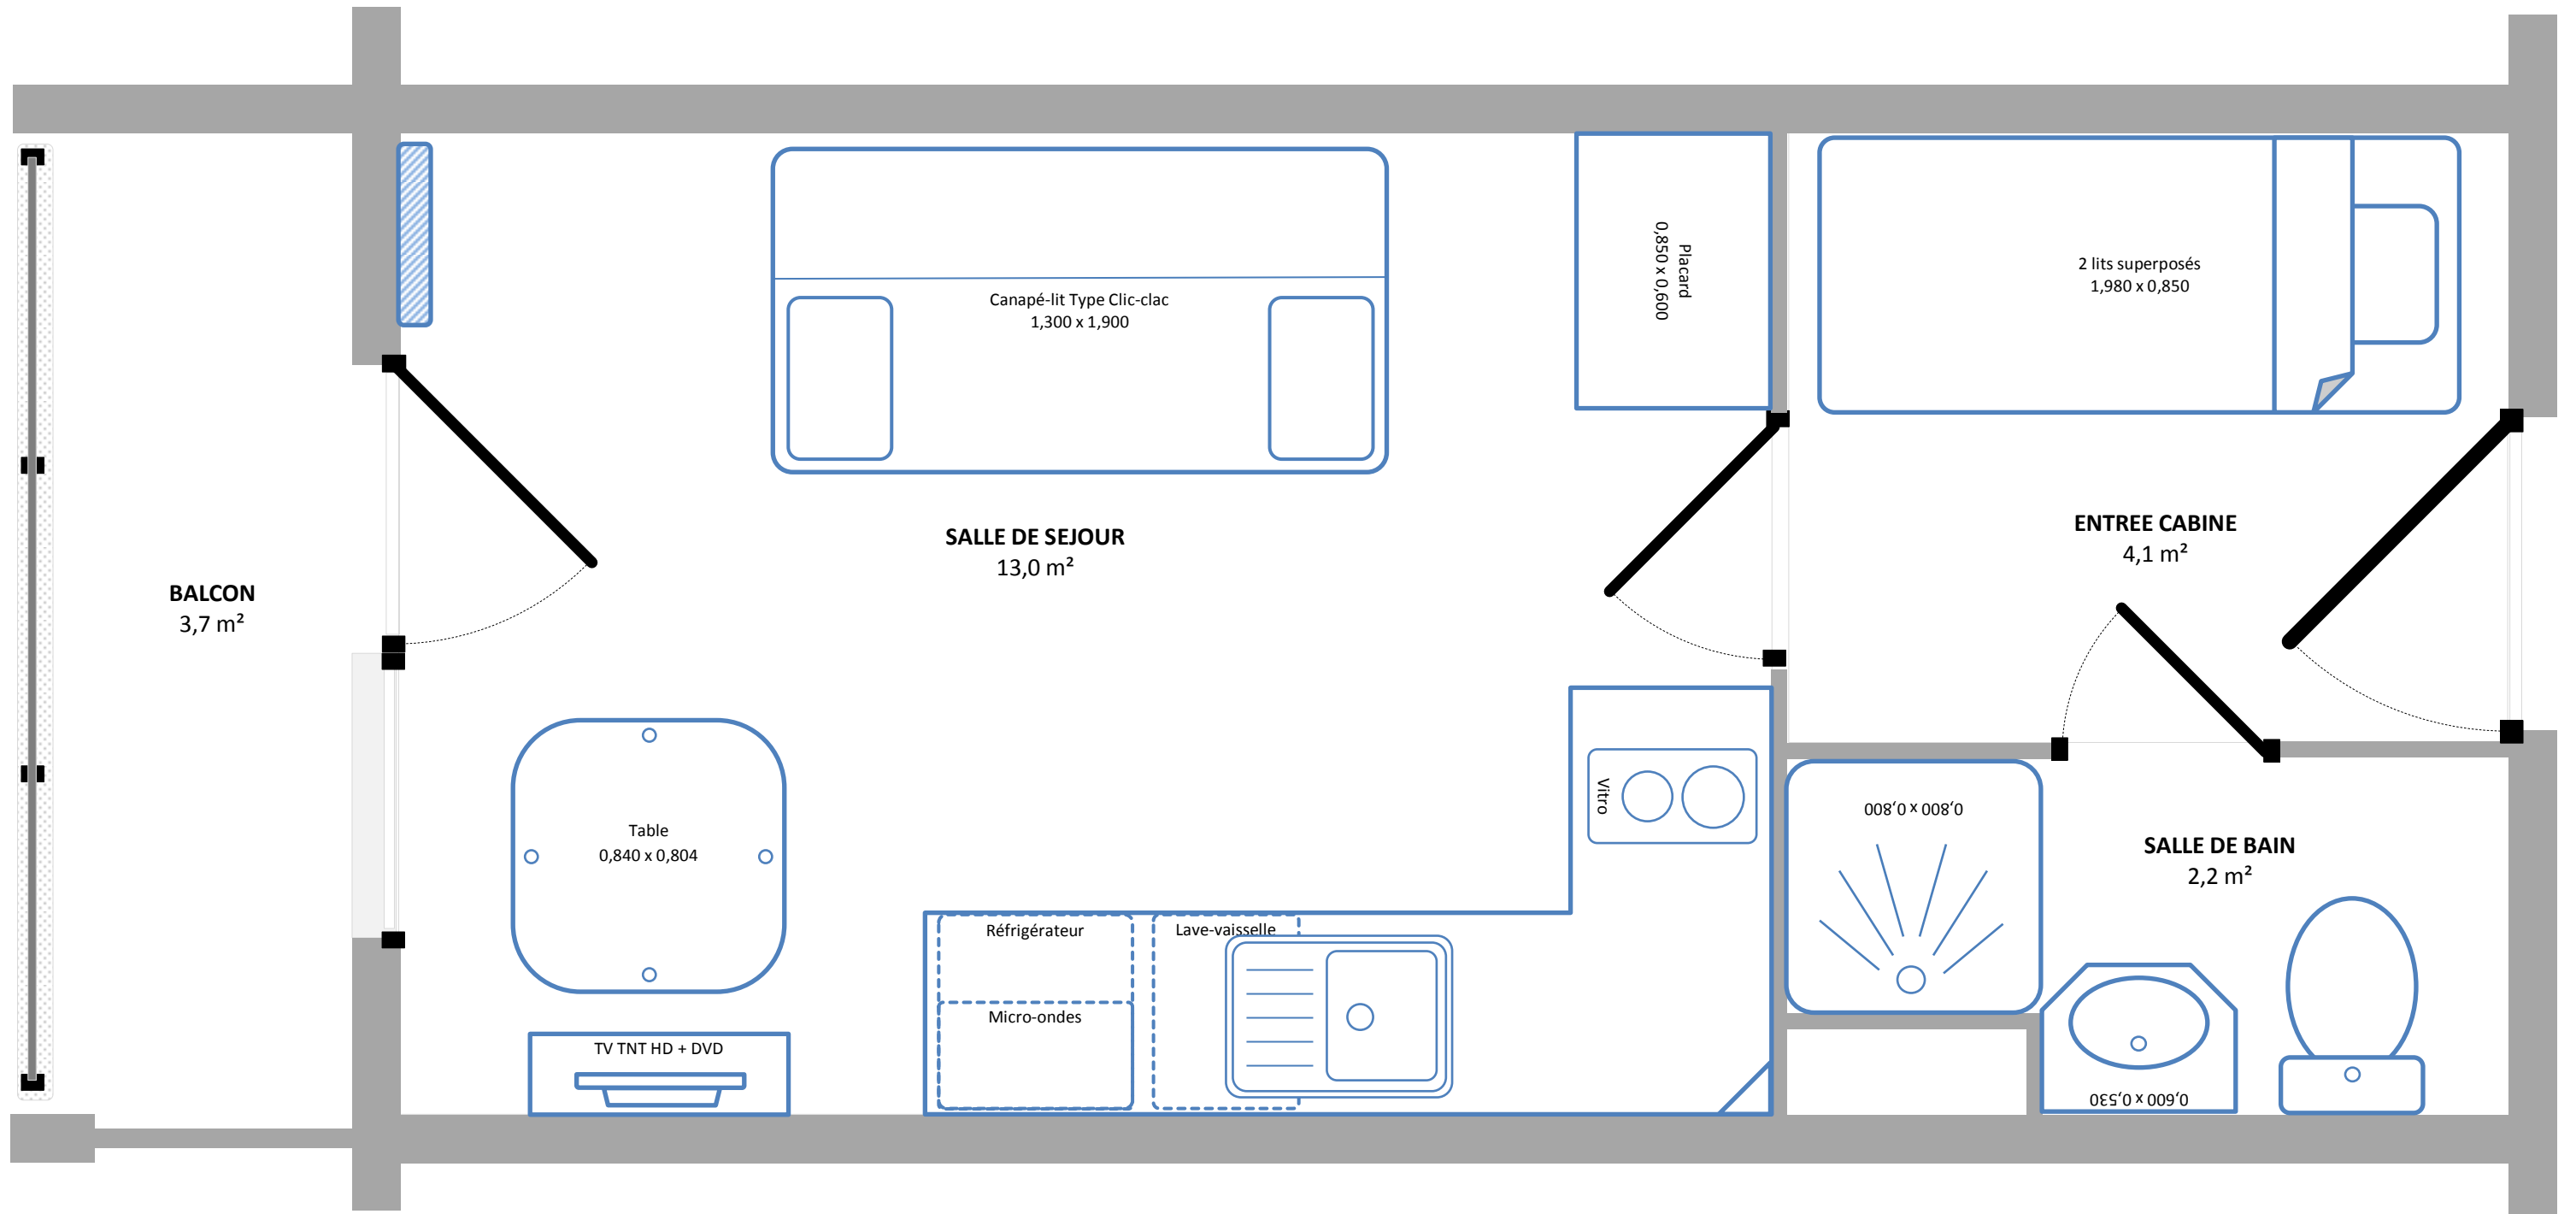 Canapé-lit Type Clic-clac
1,300 x 1,900
Placard
0,850 x 0,600
2 lits superposés
1,980 x 0,850
SALLE DE SEJOUR
13,0 m²
ENTREE CABINE
4,1 m²
BALCON
3,7 m²
Vitro
0,800 x 0,800
Table
0,840 x 0,804
SALLE DE BAIN
2,2 m²
Réfrigérateur
Lave-vaisselle
Micro-ondes
TV TNT HD + DVD
0,600 x 0,530